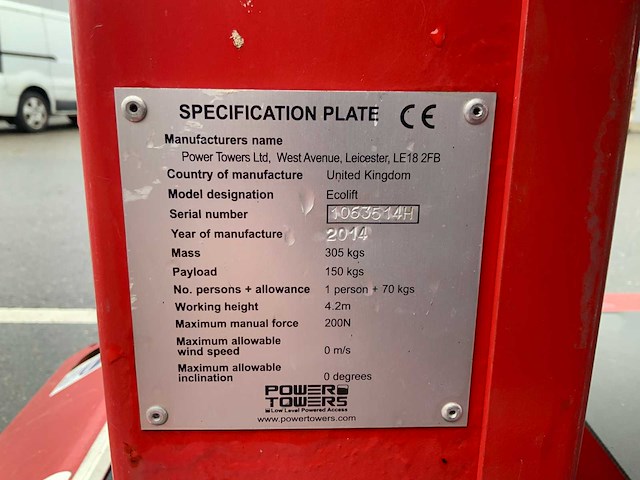 SPECIFICATION PLATE CE
Manufacturers name
Power Towers Ltd, West Avenue, Leicester, LE18 2FB
Country of manufacture United Kingdom
Model designation Ecolift
Serial number 1063514H
Year of manufacture 2014
Mass 305 kgs
Payload 150 kgs
No. persons + allowance 1 person + 70 kgs
Working height 4.2m
Maximum manual force 200N
Maximum allowable
wind speed 0 m/s
Maximum allowable
inclination 0 degrees
POWER
TOWERS
Low Level Powered Access
www.powertowers.com